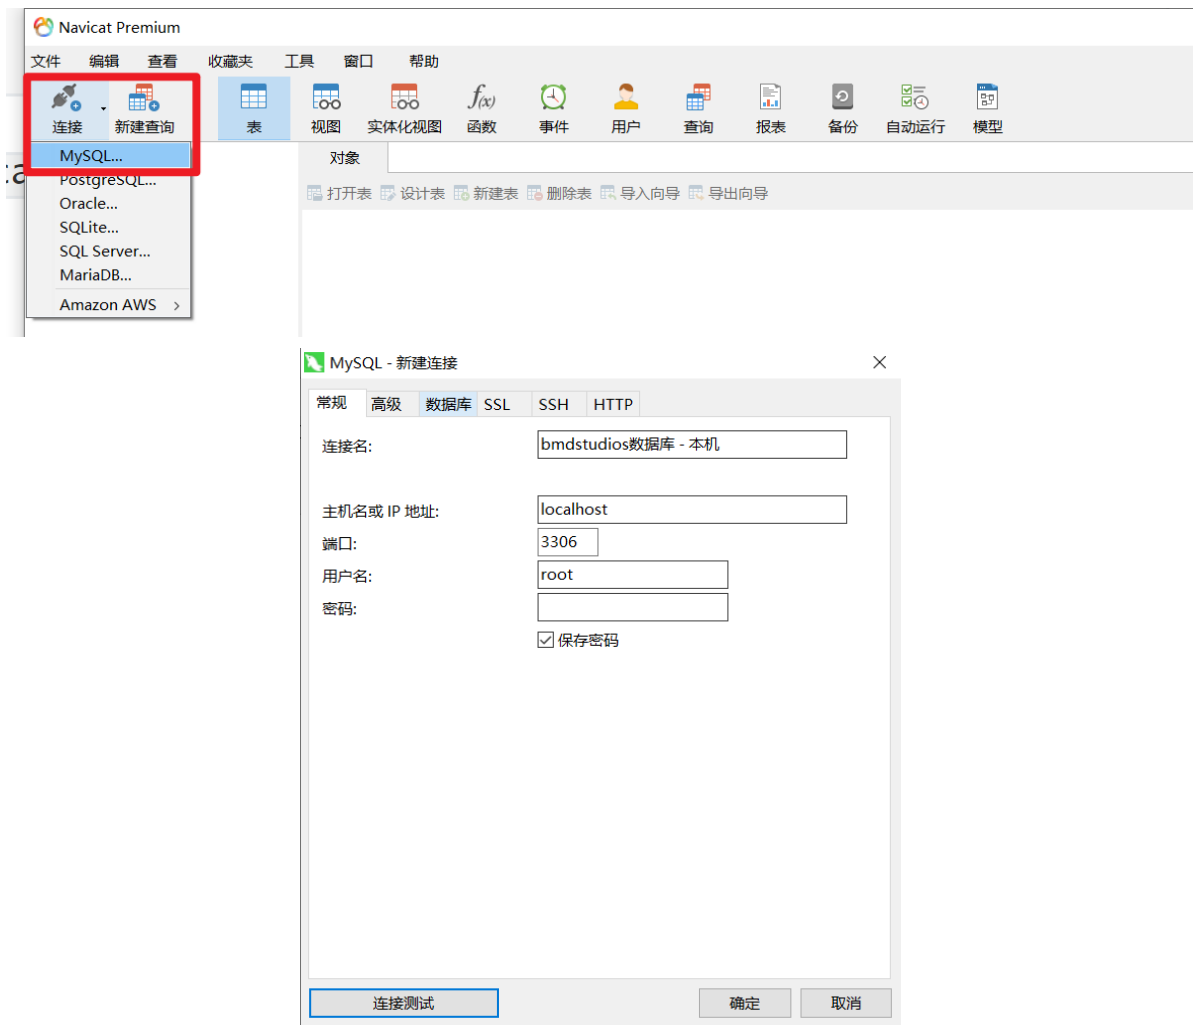 Navicat Premium
文件 编辑 查看 收藏夹 工具 窗口 帮助
连接 新建查询 表 视图 实体化视图 函数 事件 用户 查询 报表 备份 自动运行 模型
MySQL...
对象
PostgreSQL...
打开表 设计表 新建表 删除表 导入向导 导出向导
Oracle...
SQLite...
SQL Server...
MariaDB...
Amazon AWS >
MySQL - 新建连接
常规 高级 数据库 SSL SSH HTTP
连接名: bmdstudios数据库 - 本机
主机名或 IP 地址: localhost
端口: 3306
用户名: root
密码:
保存密码
连接测试 确定 取消